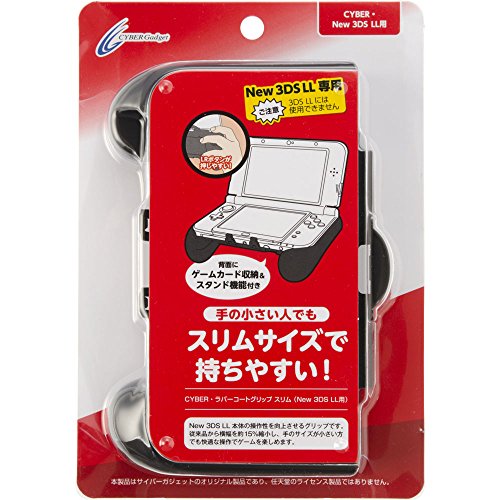 CYBER Gadget
CYBER・
New 3DS LL用
New 3DS LL 専用
ご注意
3DS LL には
使用できません
LRボタンが
押しやすい!
背面に
ゲームカード収納&
スタンド機能付き
手の小さい人でも
スリムサイズで
持ちやすい!
CYBER・ラバーコートグリップ スリム（New 3DS LL用）
New 3DS LL 本体の操作性を向上させるグリップです。
従来品から横幅を約15%縮小し、手のサイズが小さい方
でも快適な操作でゲームを楽しめます。
本製品はサイバーガジェットのオリジナル製品であり、任天堂のライセンス製品ではありません。